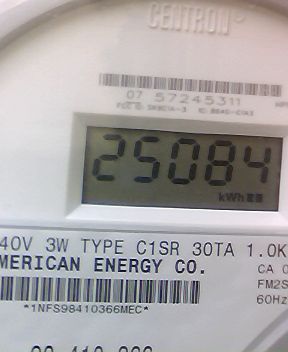 CENTRON®
07 57245311
25084
kWh
40V 3W TYPE C1SR 30TA 1.0K
MERICAN ENERGY CO.
CA 0
FM2S
60Hz
*1NFS98410366MEC*